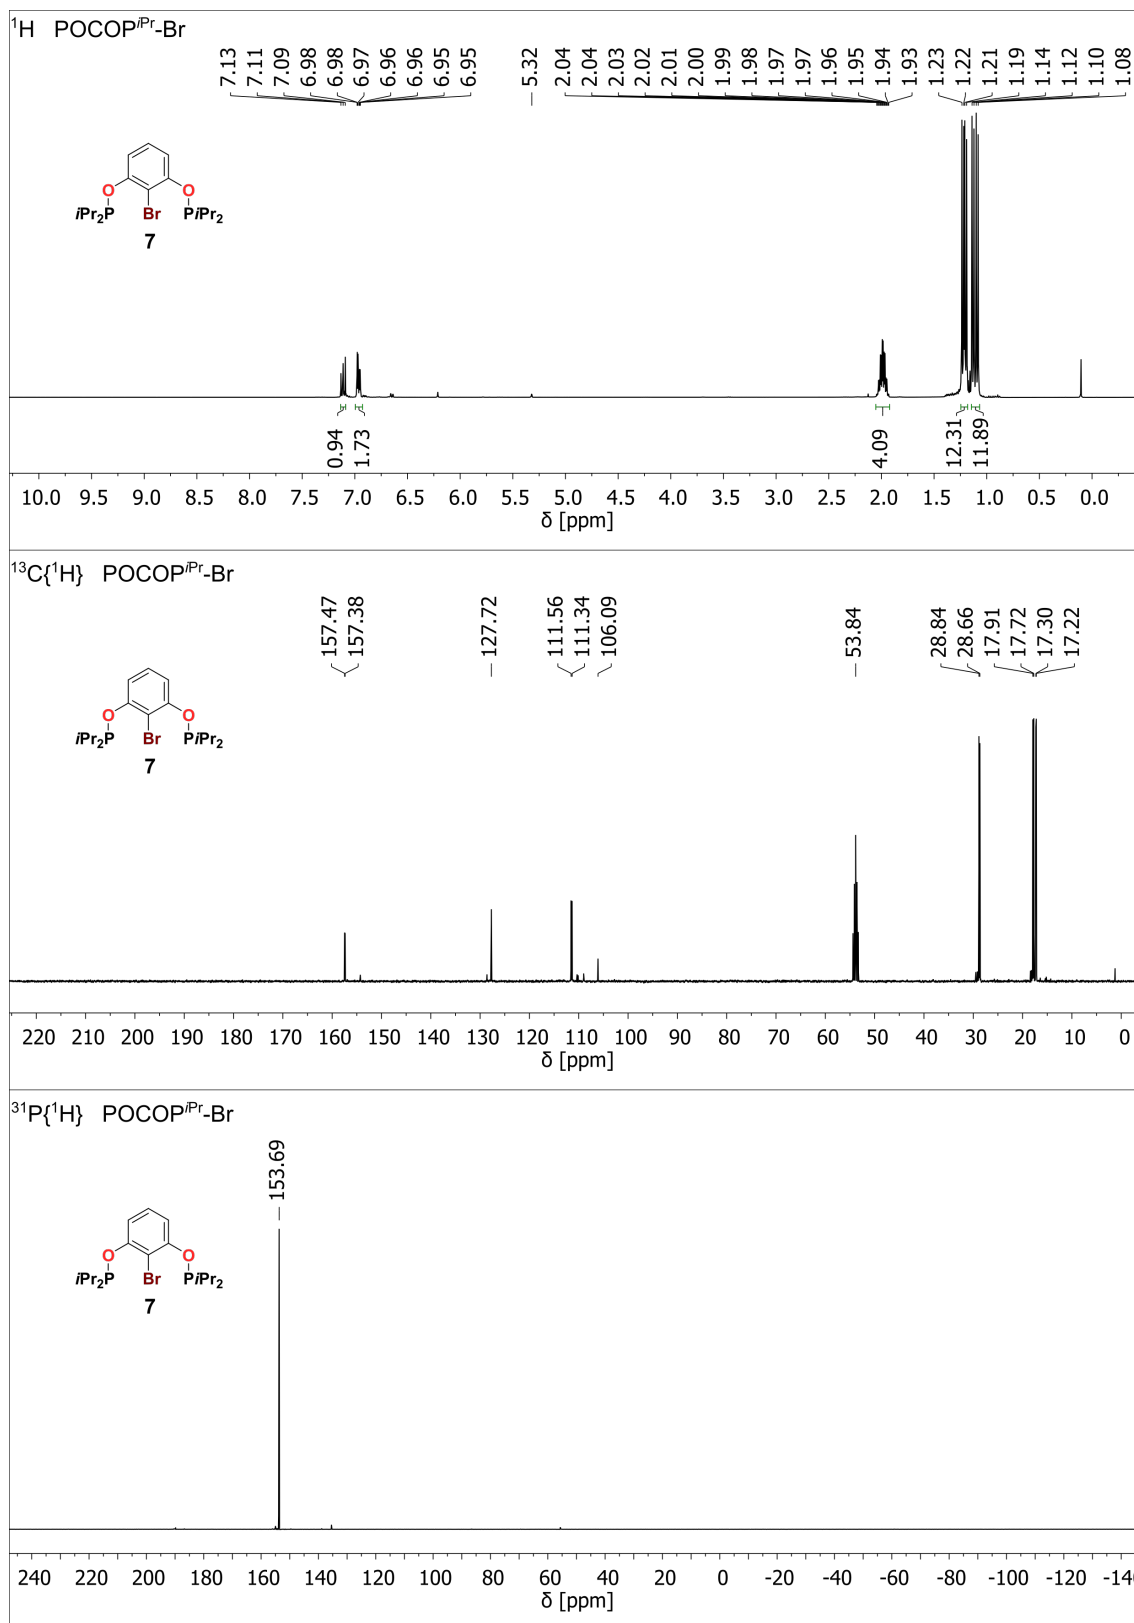 ¹H POCOP^iPr-Br
7.13 7.11 7.09 6.98 6.98 6.97 6.96 6.96 6.95 6.95 5.32 2.04 2.04 2.03 2.02 2.01 2.00 1.99 1.98 1.97 1.97 1.96 1.95 1.94 1.93 1.23 1.22 1.21 1.19 1.14 1.12 1.10 1.08
O O
iPr₂P Br PiPr₂
7
0.94 1.73 4.09 12.31 11.89
10.0 9.5 9.0 8.5 8.0 7.5 7.0 6.5 6.0 5.5 5.0 4.5 4.0 3.5 3.0 2.5 2.0 1.5 1.0 0.5 0.0
δ [ppm]
¹³C{¹H} POCOP^iPr-Br
157.47 157.38 127.72 111.56 111.34 106.09 53.84 28.84 28.66 17.91 17.72 17.30 17.22
O O
iPr₂P Br PiPr₂
7
220 210 200 190 180 170 160 150 140 130 120 110 100 90 80 70 60 50 40 30 20 10 0
δ [ppm]
³¹P{¹H} POCOP^iPr-Br
153.69
O O
iPr₂P Br PiPr₂
7
240 220 200 180 160 140 120 100 80 60 40 20 0 -20 -40 -60 -80 -100 -120 -140
δ [ppm]